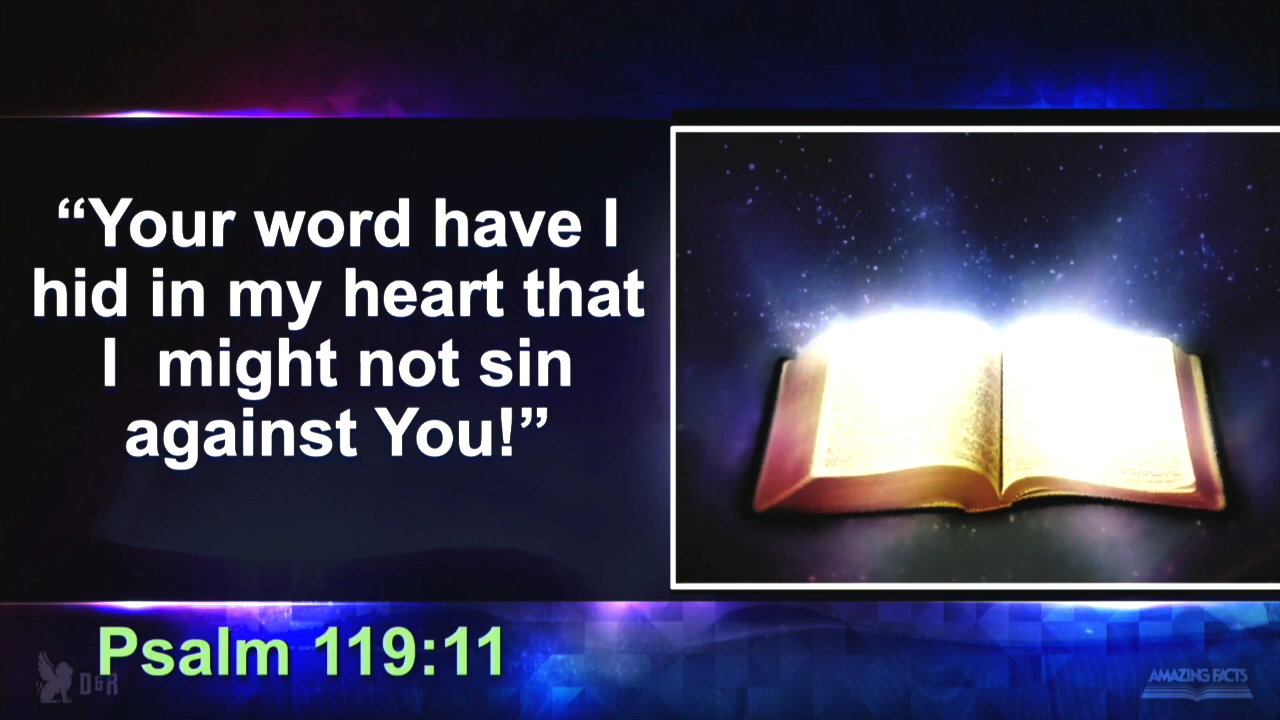 “Your word have I
hid in my heart that
I  might not sin
against You!”
Psalm 119:11
D&R
AMAZING FACTS